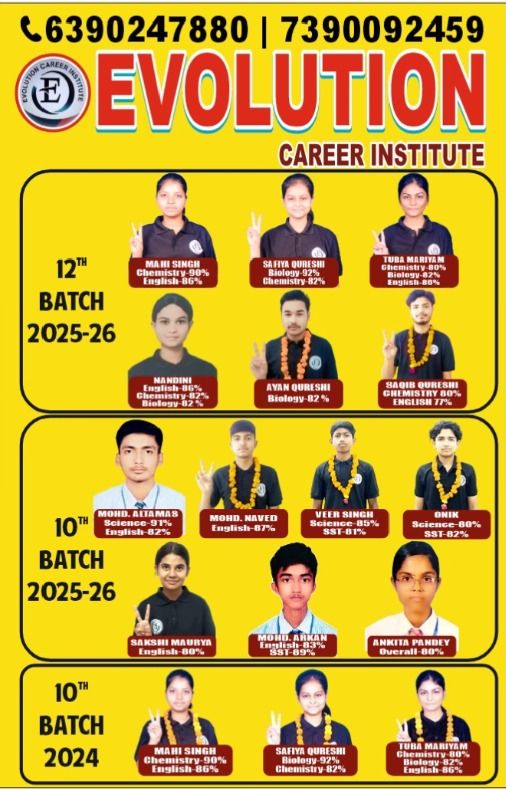 6390247880 | 7390092459
EVOLUTION CAREER INSTITUTE
E
EVOLUTION
CAREER INSTITUTE
12TH
BATCH
2025-26
MAHI SINGH
Chemistry-90%
English-86%
SAFIYA QURESHI
Biology-92%
Chemistry-82%
TUBA MARIYAM
Chemistry-80%
Biology-82%
English-86%
NANDINI
English-86%
Chemistry-82%
Biology-82 %
AYAN QURESHI
Biology-82 %
SAQIB QURESHI
CHEMISTRY 80%
ENGLISH 77%
10TH
BATCH
2025-26
MOHD. ALTAMAS
Science-91%
English-82%
MOHD. NAVED
English-87%
VEER SINGH
Science-85%
SST-81%
ONIK
Science-80%
SST-82%
SAKSHI MAURYA
English-80%
MOHD. ARKAN
English-83%
SST-89%
ANKITA PANDEY
Overall-80%
10TH
BATCH
2024
MAHI SINGH
Chemistry-90%
English-86%
SAFIYA QURESHI
Biology-92%
Chemistry-82%
TUBA MARIYAM
Chemistry-80%
Biology-82%
English-86%